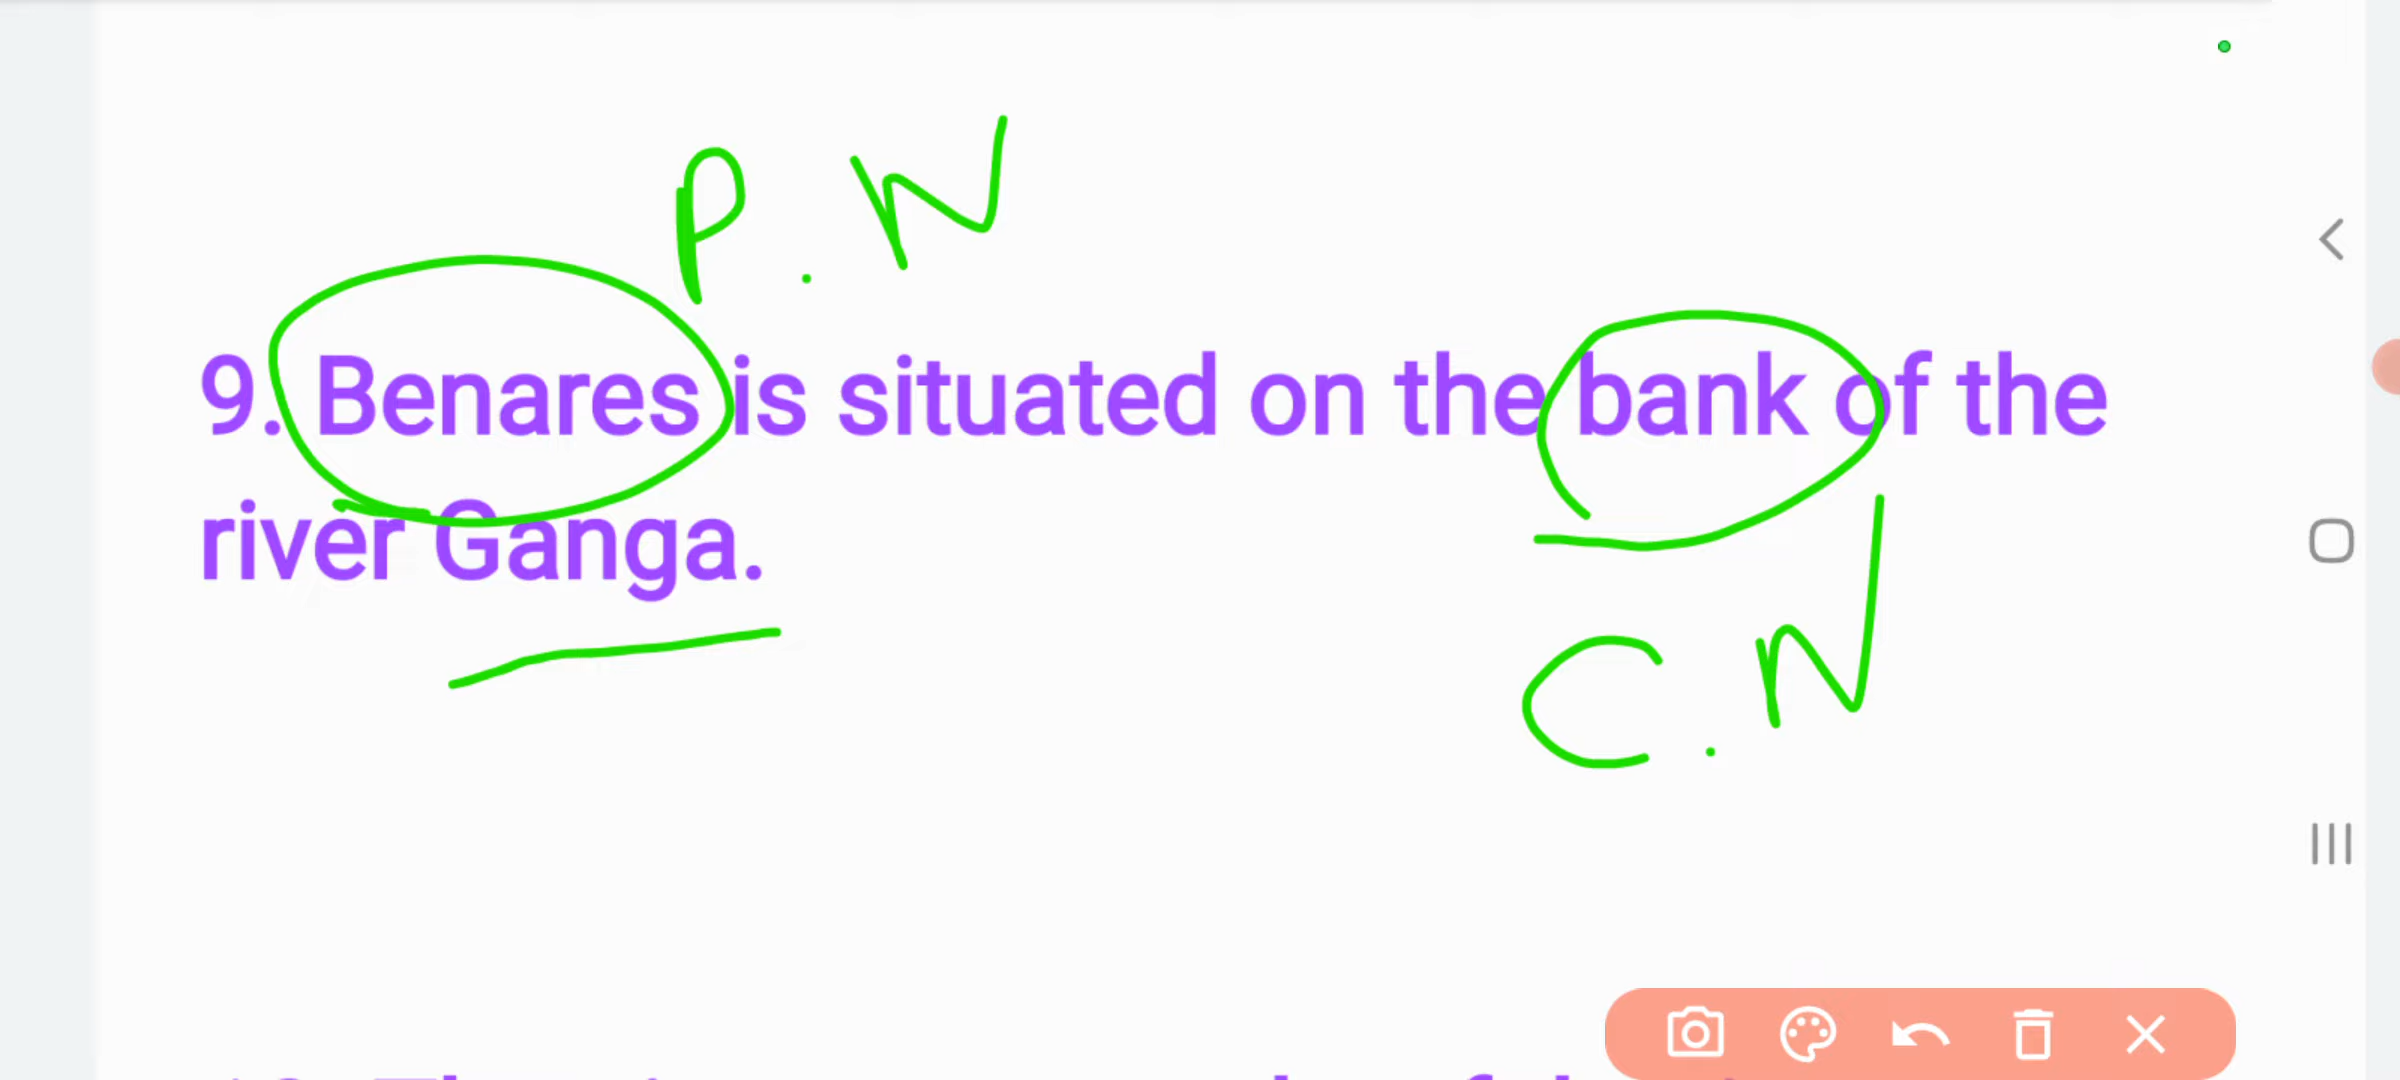 P.N
9. Benares is situated on the bank of the
river Ganga.
C.N